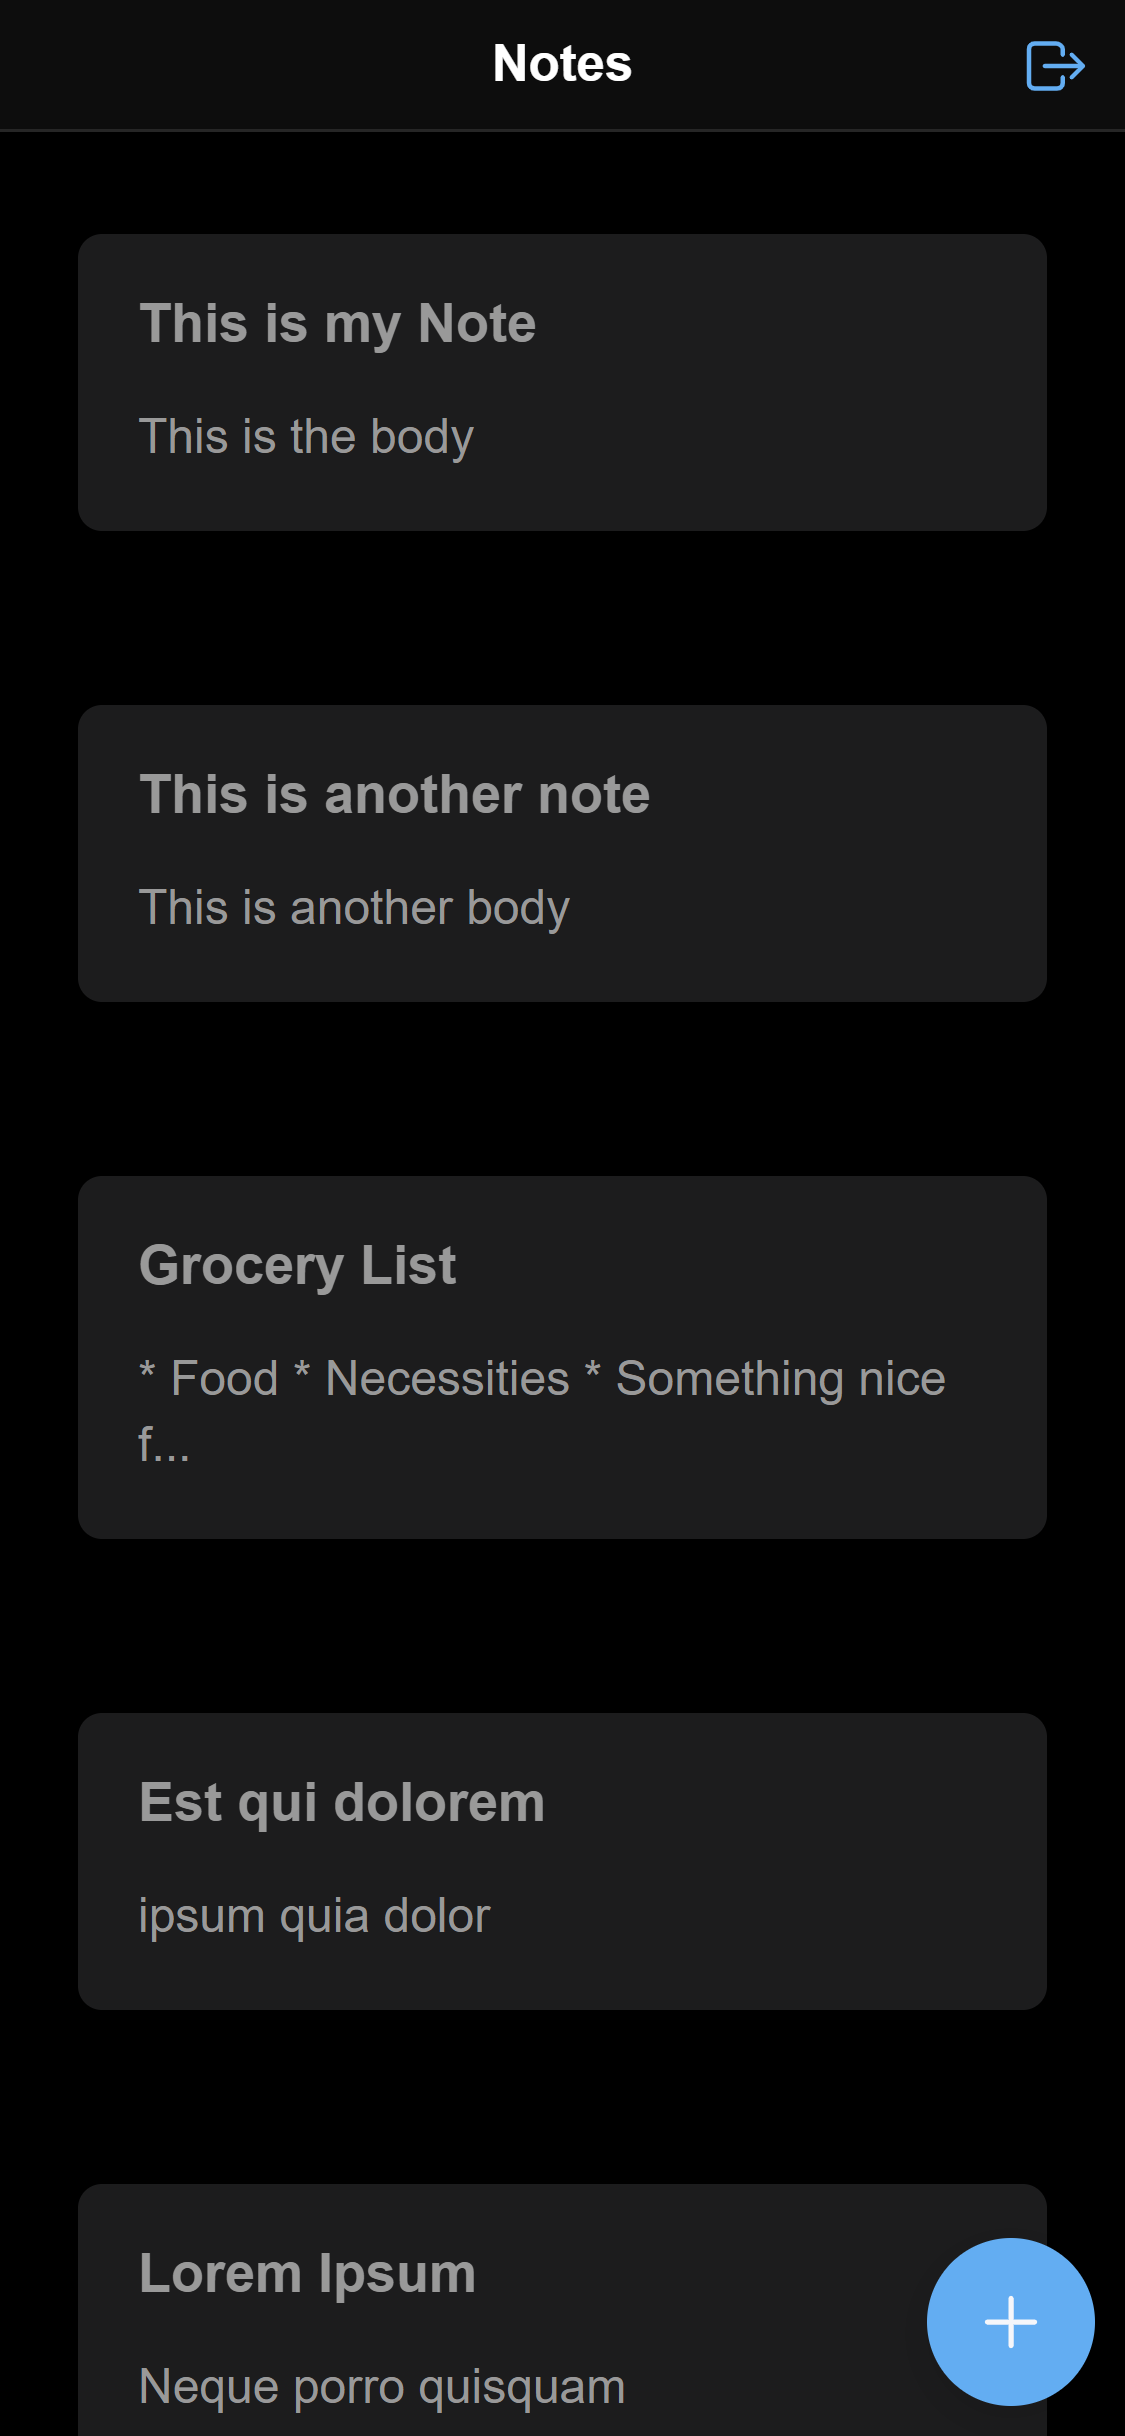 Notes
This is my Note
This is the body
This is another note
This is another body
Grocery List
* Food * Necessities * Something nice
f...
Est qui dolorem
ipsum quia dolor
Lorem Ipsum
Neque porro quisquam